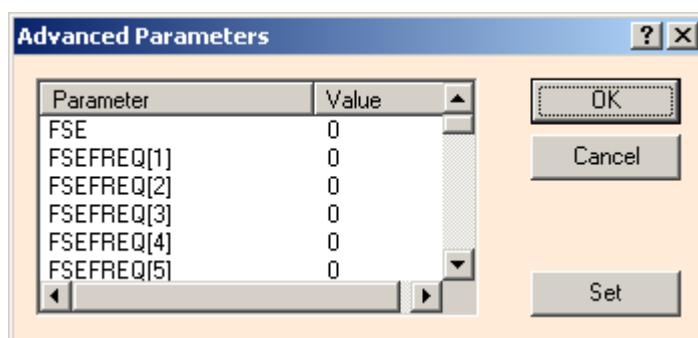 Advanced Parameters
Parameter Value
FSE 0
FSEFREQ[1] 0
FSEFREQ[2] 0
FSEFREQ[3] 0
FSEFREQ[4] 0
FSEFREQ[5] 0
OK
Cancel
Set